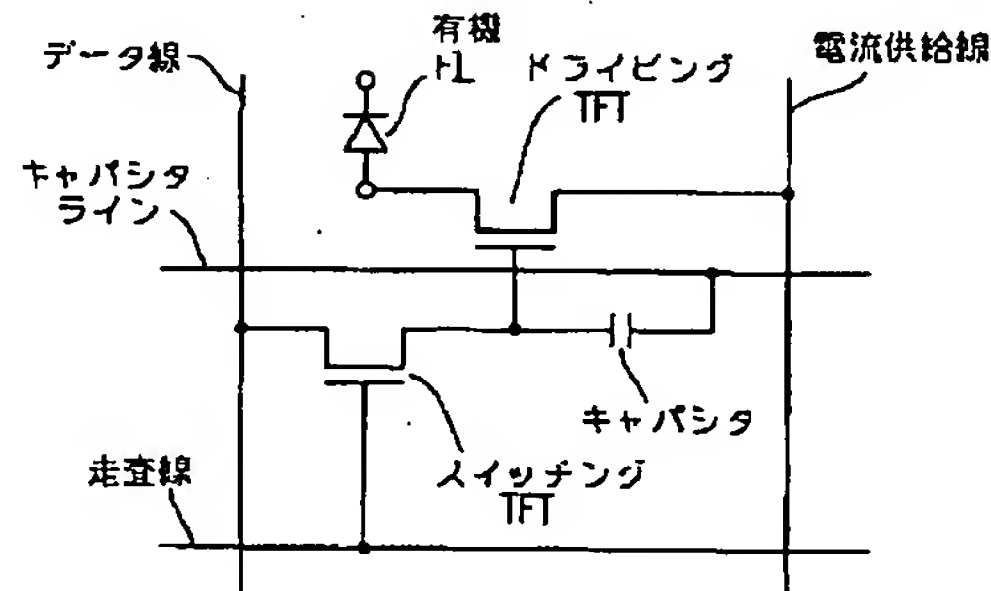 データ線
有機
EL
ドライビング
TFT
電流供給線
キャパシタ
ライン
キャパシタ
走査線
スイッチング
TFT